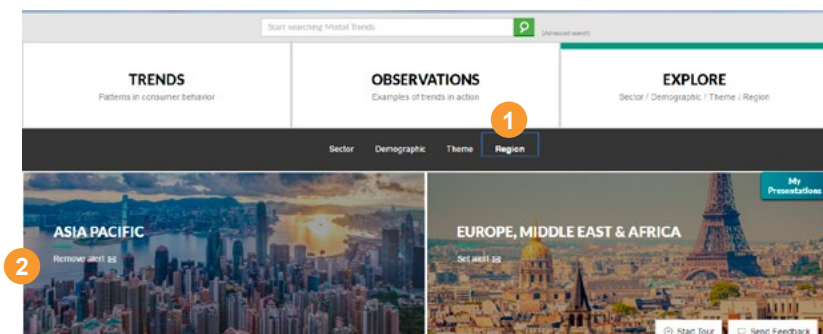 Start searching Mintel Trends
[Advanced search]
TRENDS
Patterns in consumer behavior
OBSERVATIONS
Examples of trends in action
EXPLORE
Sector / Demographic / Theme / Region
1
Sector Demographic Theme Region
My
Presentations
ASIA PACIFIC
Remove alert
EUROPE, MIDDLE EAST & AFRICA
Set alert
2
Start Tour
Send Feedback